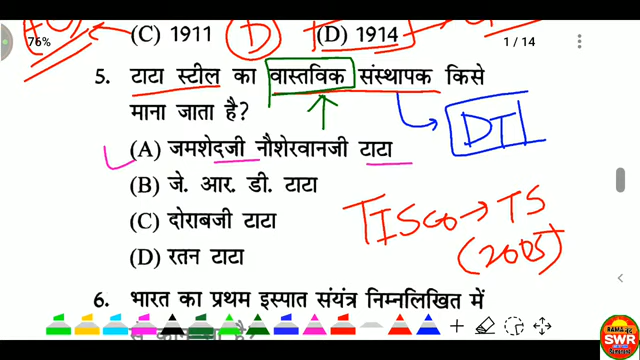 76%
(C) 1911
D
(D) 1914
1/14
5. टाटा स्टील का वास्तविक संस्थापक किसे
माना जाता है?
DT
(A) जमशेदजी नौशेरवानजी टाटा
(B) जे. आर. डी. टाटा
TISCO → TS
(C) दोराबजी टाटा
(2005)
(D) रतन टाटा
6. भारत का प्रथम इस्पात संयंत्र निम्नलिखित में
SWR